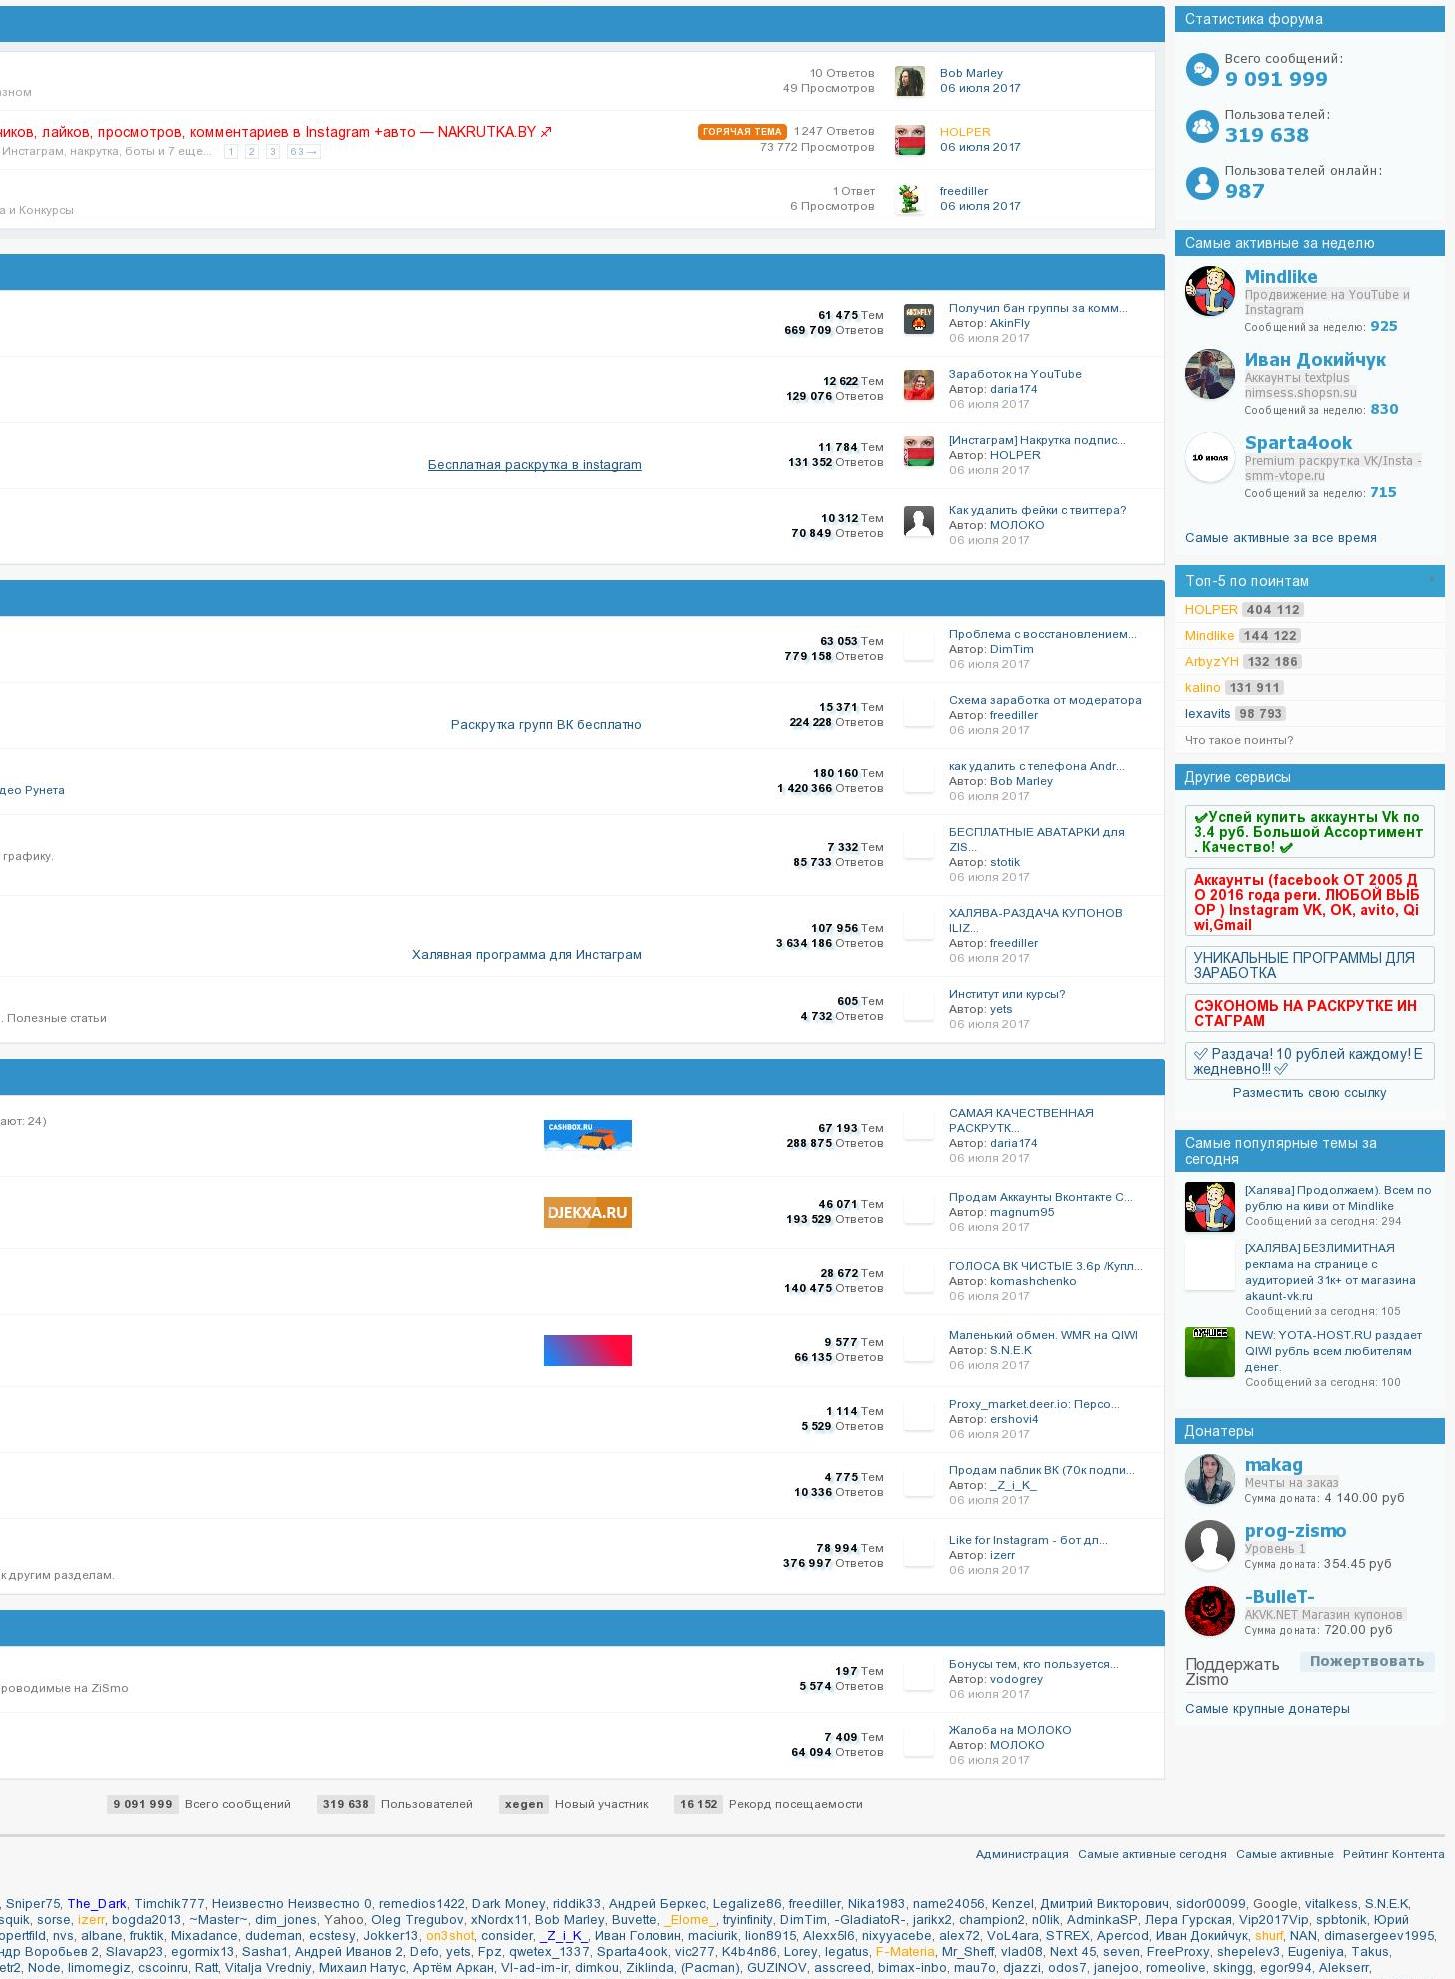 азном
10 Ответов
49 Просмотров
Bob Marley
06 июля 2017
ников, лайков, просмотров, комментариев в Instagram +авто — NAKRUTKA.BY
Инстаграм, накрутка, боты и 7 еще... 1 2 3 63 →
ГОРЯЧАЯ ТЕМА 1 247 Ответов
73 772 Просмотров
HOLPER
06 июля 2017
а и Конкурсы
1 Ответ
6 Просмотров
freediller
06 июля 2017
61 475 Тем
669 709 Ответов
AKINFLY
Получил бан группы за комм...
Автор: AkinFly
06 июля 2017
12 622 Тем
129 076 Ответов
Заработок на YouTube
Автор: daria174
06 июля 2017
Бесплатная раскрутка в instagram
11 784 Тем
131 352 Ответов
[Инстаграм] Накрутка подпис...
Автор: HOLPER
06 июля 2017
10 312 Тем
70 849 Ответов
Как удалить фейки с твиттера?
Автор: МОЛОКО
06 июля 2017
63 053 Тем
779 158 Ответов
Проблема с восстановлением...
Автор: DimTim
06 июля 2017
Раскрутка групп ВК бесплатно
15 371 Тем
224 228 Ответов
Схема заработка от модератора
Автор: freediller
06 июля 2017
део Рунета
180 160 Тем
1 420 366 Ответов
как удалить с телефона Andr...
Автор: Bob Marley
06 июля 2017
графику.
7 332 Тем
85 733 Ответов
БЕСПЛАТНЫЕ АВАТАРКИ для
ZIS...
Автор: stotik
06 июля 2017
Халявная программа для Инстаграм
107 956 Тем
3 634 186 Ответов
ХАЛЯВА-РАЗДАЧА КУПОНОВ
ILIZ...
Автор: freediller
06 июля 2017
. Полезные статьи
605 Тем
4 732 Ответов
Институт или курсы?
Автор: yets
06 июля 2017
ают: 24)
CASHBOX.RU
67 193 Тем
288 875 Ответов
САМАЯ КАЧЕСТВЕННАЯ
РАСКРУТК...
Автор: daria174
06 июля 2017
DJEKXA.RU
46 071 Тем
193 529 Ответов
Продам Аккаунты Вконтакте С...
Автор: magnum95
06 июля 2017
28 672 Тем
140 475 Ответов
ГОЛОСА ВК ЧИСТЫЕ 3.6р /Купл...
Автор: komashchenko
06 июля 2017
9 577 Тем
66 135 Ответов
Маленький обмен. WMR на QIWI
Автор: S.N.E.K
06 июля 2017
1 114 Тем
5 529 Ответов
Proxy_market.deer.io: Персо...
Автор: ershovi4
06 июля 2017
4 775 Тем
10 336 Ответов
Продам паблик ВК (70к подпи...
Автор: _Z_i_K_
06 июля 2017
к другим разделам.
78 994 Тем
376 997 Ответов
Like for Instagram - бот дл...
Автор: izerr
06 июля 2017
роводимые на ZiSmo
197 Тем
5 574 Ответов
Бонусы тем, кто пользуется...
Автор: vodogrey
06 июля 2017
7 409 Тем
64 094 Ответов
Жалоба на МОЛОКО
Автор: МОЛОКО
06 июля 2017
Статистика форума
Всего сообщений:
9 091 999
Пользователей:
319 638
Пользователей онлайн:
987
Самые активные за неделю
Mindlike
Продвижение на YouTube и
Instagram
Сообщений за неделю: 925
Иван Докийчук
Аккаунты textplus
nimsess.shopsn.su
Сообщений за неделю: 830
10 июля
Sparta4ook
Premium раскрутка VK/Insta -
smm-vtope.ru
Сообщений за неделю: 715
Самые активные за все время
Топ-5 по поинтам
HOLPER 404 112
Mindlike 144 122
ArbyzYH 132 186
kalino 131 911
lexavits 98 793
Что такое поинты?
Другие сервисы
✔Успей купить аккаунты Vk по
3.4 руб. Большой Ассортимент
. Качество! ✔
Аккаунты (facebook ОТ 2005 Д
О 2016 года реги. ЛЮБОЙ ВЫБ
ОР ) Instagram VK, OK, avito, Qi
wi,Gmail
УНИКАЛЬНЫЕ ПРОГРАММЫ ДЛЯ
ЗАРАБОТКА
СЭКОНОМЬ НА РАСКРУТКЕ ИН
СТАГРАМ
✅ Раздача! 10 рублей каждому! Е
жедневно!!! ✅
Разместить свою ссылку
Самые популярные темы за
сегодня
[Халява] Продолжаем). Всем по
рублю на киви от Mindlike
Сообщений за сегодня: 294
[ХАЛЯВА] БЕЗЛИМИТНАЯ
реклама на странице с
аудиторией 31к+ от магазина
akaunt-vk.ru
Сообщений за сегодня: 105
ЛУЧШЕЕ
NEW: YOTA-HOST.RU раздает
QIWI рубль всем любителям
денег.
Сообщений за сегодня: 100
Донатеры
makag
Мечты на заказ
Сумма доната: 4 140.00 руб
prog-zismo
Уровень 1
Сумма доната: 354.45 руб
-BulleT-
AKVK.NET Магазин купонов
Сумма доната: 720.00 руб
Поддержать
Zismo
Пожертвовать
Самые крупные донатеры
9 091 999 Всего сообщений 319 638 Пользователей xegen Новый участник 16 152 Рекорд посещаемости
Администрация Самые активные сегодня Самые активные Рейтинг Контента
, Sniper75, The_Dark, Timchik777, Неизвестно Неизвестно 0, remedios1422, Dark Money, riddik33, Андрей Беркес, Legalize86, freediller, Nika1983, name24056, Kenzel, Дмитрий Викторович, sidor00099, Google, vitalkess, S.N.E.K,
squik, sorse, izerr, bogda2013, ~Master~, dim_jones, Yahoo, Oleg Tregubov, xNordx11, Bob Marley, Buvette, _Elome_, tryinfinity, DimTim, -GladiatoR-, jarikx2, champion2, n0lik, AdminkaSP, Лера Гурская, Vip2017Vip, spbtonik, Юрий
opertfild, nvs, albane, fruktik, Mixadance, dudeman, ecstesy, Jokker13, on3shot, consider, _Z_i_K_, Иван Головин, maciurik, lion8915, Alexx5l6, nixyyacebe, alex72, VoL4ara, STREX, Apercod, Иван Докийчук, shurf, NAN, dimasergeev1995,
ндр Воробьев 2, Slavap23, egormix13, Sasha1, Андрей Иванов 2, Defo, yets, Fpz, qwetex_1337, Sparta4ook, vic277, K4b4n86, Lorey, legatus, F-Materia, Mr_Sheff, vlad08, Next 45, seven, FreeProxy, shepelev3, Eugeniya, Takus,
etr2, Node, limomegiz, cscoinru, Ratt, Vitalja Vredniy, Михаил Натус, Артём Аркан, VI-ad-im-ir, dimkou, Ziklinda, (Pacman), GUZINOV, asscreed, bimax-inbo, mau7o, djazzi, odos7, janejoo, romeolive, skingg, egor994, Alekserr,